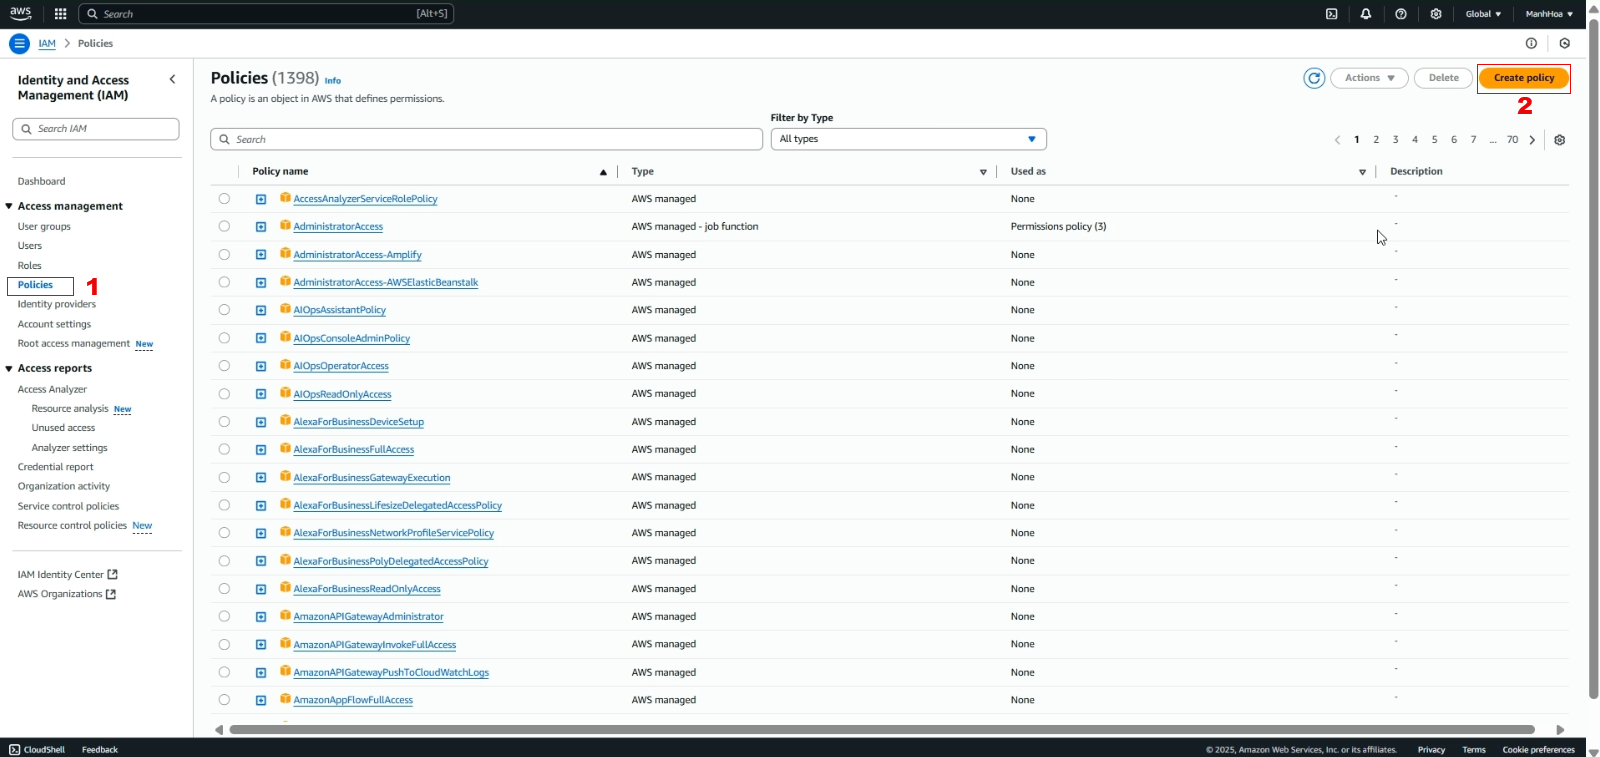 aws Search [Alt+S] Global ManhHoa
IAM > Policies
Identity and Access Management (IAM)
Search IAM
Dashboard
Access management
User groups
Users
Roles
Policies 1
Identity providers
Account settings
Root access management New
Access reports
Access Analyzer
Resource analysis New
Unused access
Analyzer settings
Credential report
Organization activity
Service control policies
Resource control policies New
IAM Identity Center
AWS Organizations
Policies (1398) Info
A policy is an object in AWS that defines permissions.
Actions Delete Create policy
2
Filter by Type
Search All types
1 2 3 4 5 6 7 ... 70
Policy name Type Used as Description
AccessAnalyzerServiceRolePolicy AWS managed None -
AdministratorAccess AWS managed - job function Permissions policy (3) -
AdministratorAccess-Amplify AWS managed None -
AdministratorAccess-AWSElasticBeanstalk AWS managed None -
AIOpsAssistantPolicy AWS managed None -
AIOpsConsoleAdminPolicy AWS managed None -
AIOpsOperatorAccess AWS managed None -
AIOpsReadOnlyAccess AWS managed None -
AlexaForBusinessDeviceSetup AWS managed None -
AlexaForBusinessFullAccess AWS managed None -
AlexaForBusinessGatewayExecution AWS managed None -
AlexaForBusinessLifesizeDelegatedAccessPolicy AWS managed None -
AlexaForBusinessNetworkProfileServicePolicy AWS managed None -
AlexaForBusinessPolyDelegatedAccessPolicy AWS managed None -
AlexaForBusinessReadOnlyAccess AWS managed None -
AmazonAPIGatewayAdministrator AWS managed None -
AmazonAPIGatewayInvokeFullAccess AWS managed None -
AmazonAPIGatewayPushToCloudWatchLogs AWS managed None -
AmazonAppFlowFullAccess AWS managed None -
CloudShell Feedback © 2025, Amazon Web Services, Inc. or its affiliates. Privacy Terms Cookie preferences